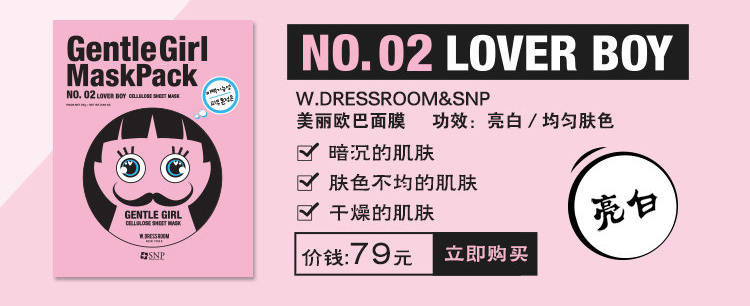 Gentle Girl
MaskPack
NO. 02 LOVER BOY CELLULOSE SHEET MASK
GENTLE GIRL
CELLULOSE SHEET MASK
W.DRESSROOM
NEW YORK
SNP
NO. 02 LOVER BOY
W.DRESSROOM&SNP
美丽欧巴面膜 功效：亮白 / 均匀肤色
暗沉的肌肤
肤色不均的肌肤
干燥的肌肤
价钱:79元 立即购买
亮白